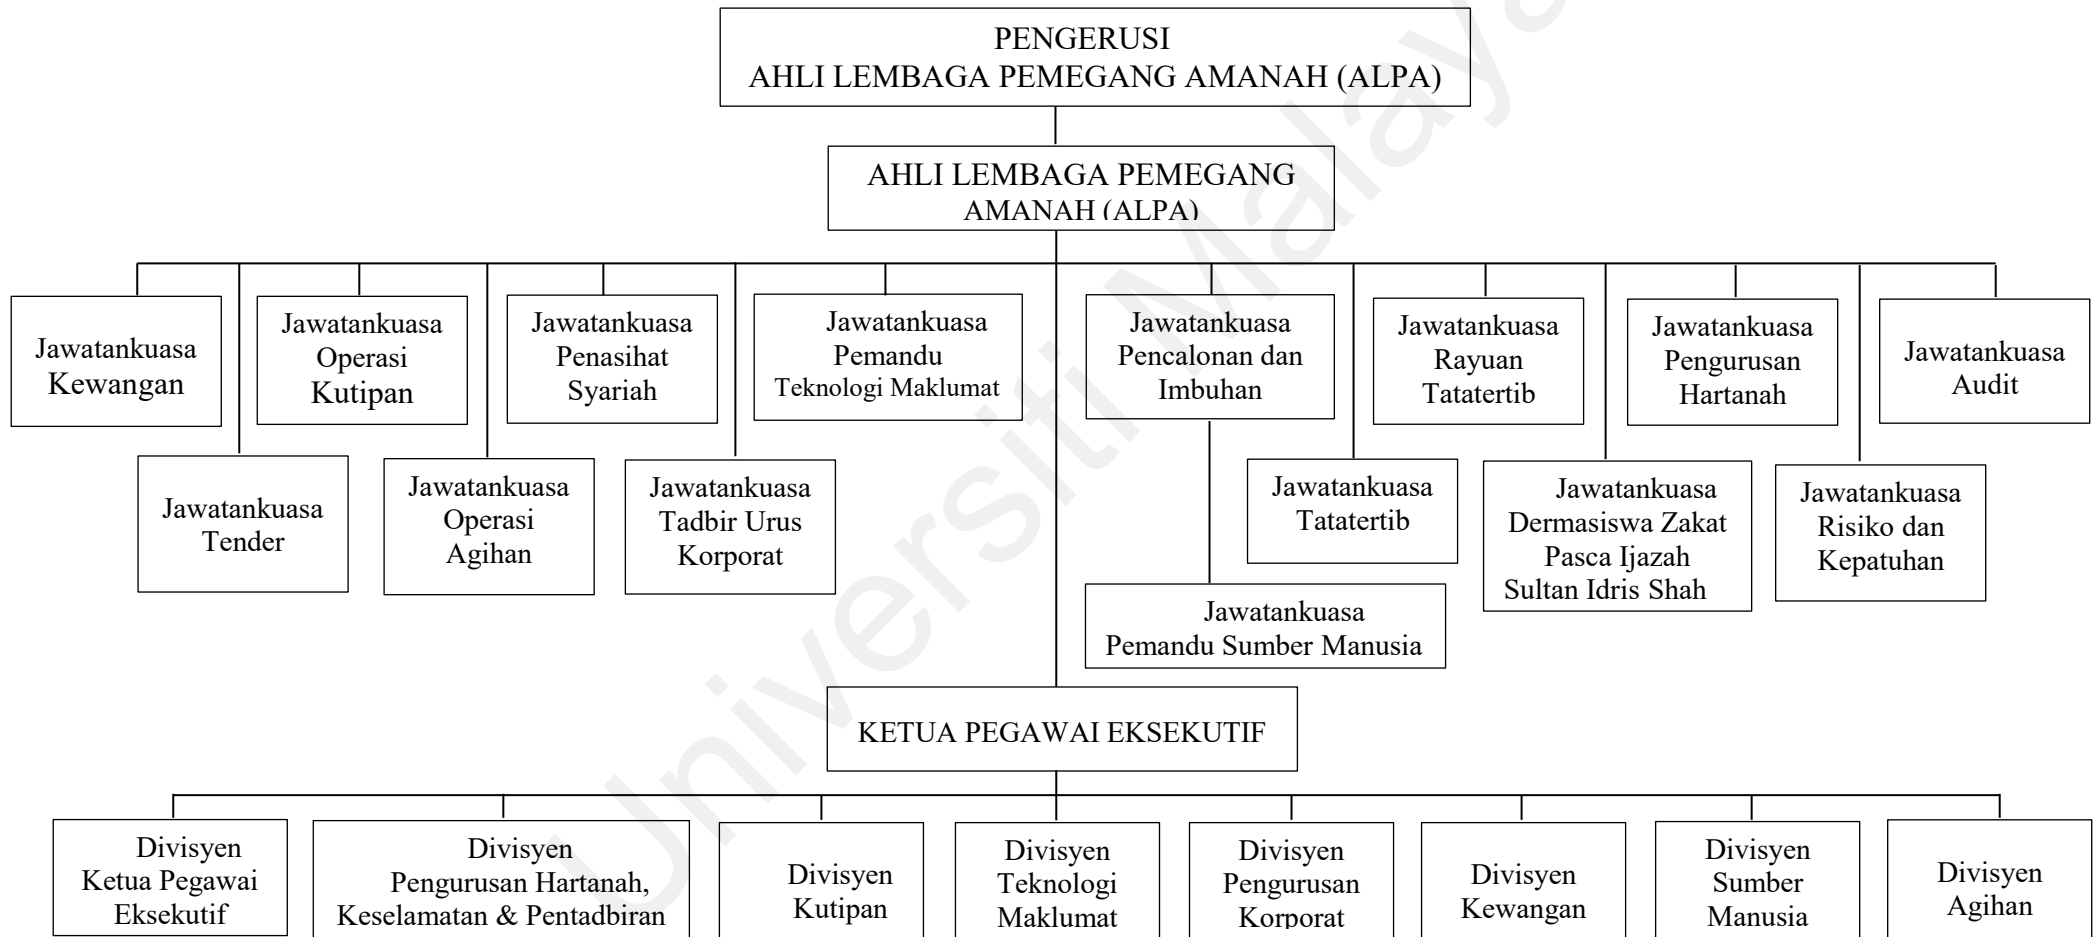 PENGERUSI
AHLI LEMBAGA PEMEGANG AMANAH (ALPA)
AHLI LEMBAGA PEMEGANG
AMANAH (ALPA)
Jawatankuasa
Kewangan
Jawatankuasa
Operasi
Kutipan
Jawatankuasa
Penasihat
Syariah
Jawatankuasa
Pemandu
Teknologi Maklumat
Jawatankuasa
Pencalonan dan
Imbuhan
Jawatankuasa
Rayuan
Tatatertib
Jawatankuasa
Pengurusan
Hartanah
Jawatankuasa
Audit
Jawatankuasa
Tender
Jawatankuasa
Operasi
Agihan
Jawatankuasa
Tadbir Urus
Korporat
Jawatankuasa
Tatatertib
Jawatankuasa
Dermasiswa Zakat
Pasca Ijazah
Sultan Idris Shah
Jawatankuasa
Risiko dan
Kepatuhan
Jawatankuasa
Pemandu Sumber Manusia
KETUA PEGAWAI EKSEKUTIF
Divisyen
Ketua Pegawai
Eksekutif
Divisyen
Pengurusan Hartanah,
Keselamatan & Pentadbiran
Divisyen
Kutipan
Divisyen
Teknologi
Maklumat
Divisyen
Pengurusan
Korporat
Divisyen
Kewangan
Divisyen
Sumber
Manusia
Divisyen
Agihan
Universiti Malaya